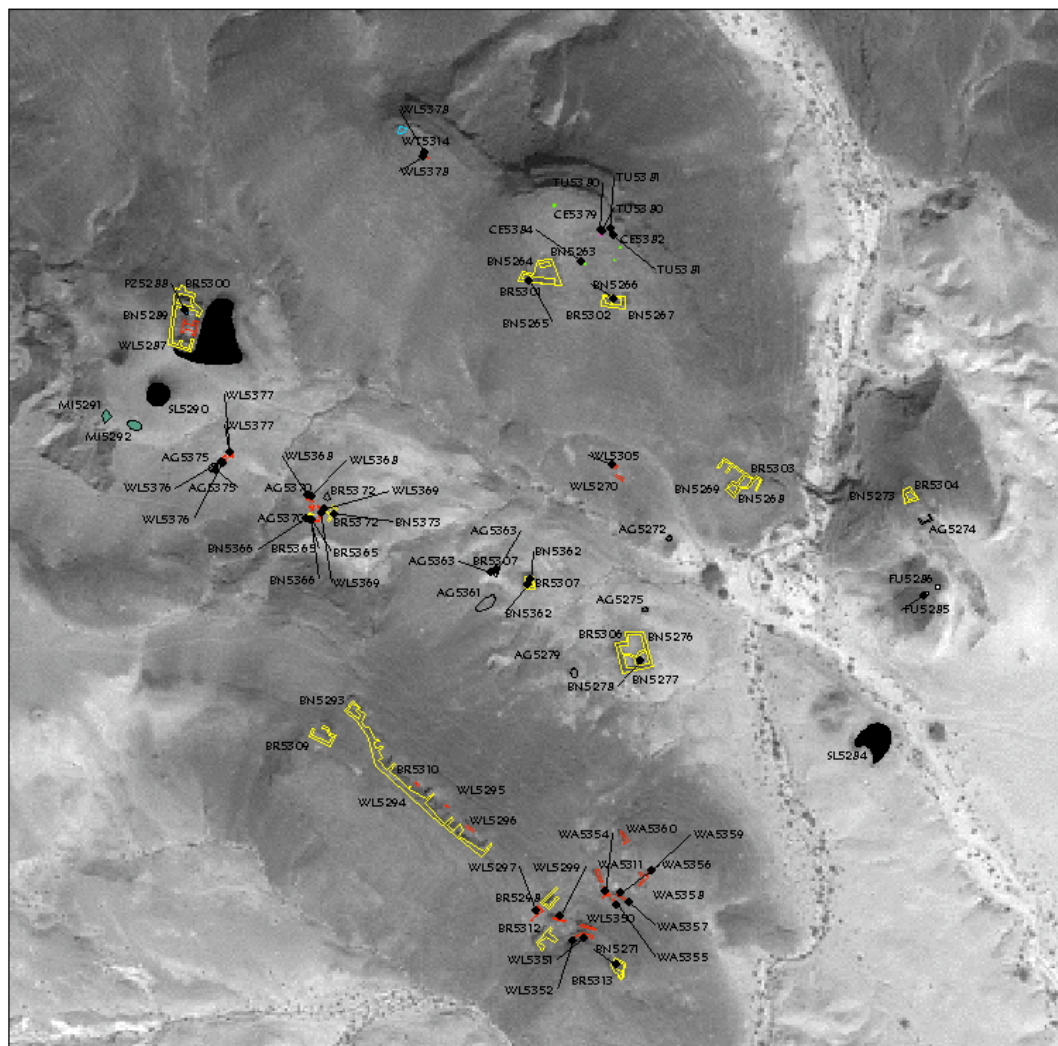 WL5378
WT5314
WL5378
TU5380
TU5381
CE5379
TU5380
CE5384
CE5382
BN5263
BN5264
TU5381
BR5301
BN5266
BN5265
BR5302
BN5267
PZ5288
BR5300
BN5289
WL5287
WL5377
MI5291
SL5290
MI5292
WL5377
AG5375
WL5368
WL5368
WL5376
AG5375
AG5370
BR5372
WL5369
WL5376
BR5372
BN5373
AG5370
BN5366
BR5365
BR5365
BN5366
WL5369
WL5305
WL5270
BR5303
BN5269
BN5268
BN5273
BR5304
AG5274
AG5363
AG5272
AG5363
BR5307
BN5362
BR5307
AG5361
BN5362
AG5275
FU5286
FU5285
BR5306
BN5276
AG5279
BN5278
BN5277
BN5293
BR5309
SL5284
BR5310
WL5294
WL5295
WL5296
WA5354
WA5360
WA5359
WL5297
WL5299
WA5311
WA5356
BR5298
WA5358
BR5312
WL5350
WA5357
WL5351
BN5271
WA5355
WL5352
BR5313